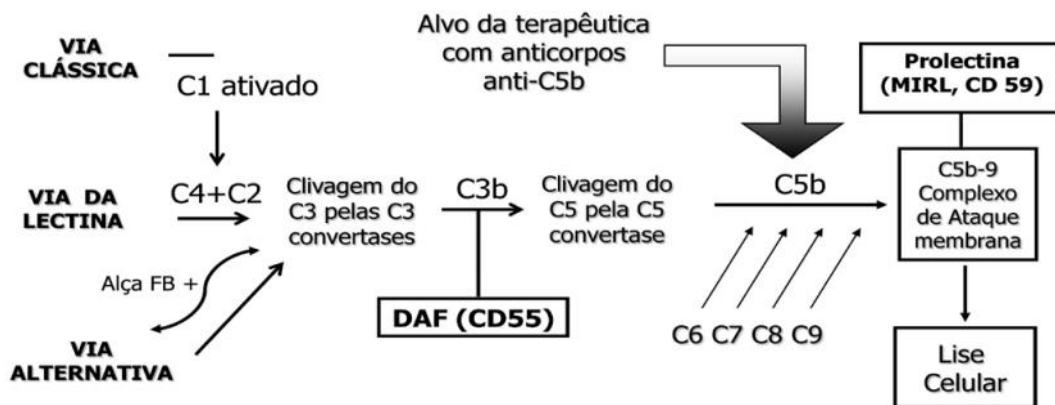 VIA
CLÁSSICA
C1 ativado
Alvo da terapêutica
com anticorpos
anti-C5b
Prolectina
(MIRL, CD 59)
VIA DA
LECTINA
C4+C2
Clivagem do
C3 pelas C3
convertases
C3b
Clivagem do
C5 pela C5
convertase
C5b
C5b-9
Complexo
de Ataque
membrana
Alça FB +
DAF (CD55)
C6 C7 C8 C9
VIA
ALTERNATIVA
Lise
Celular